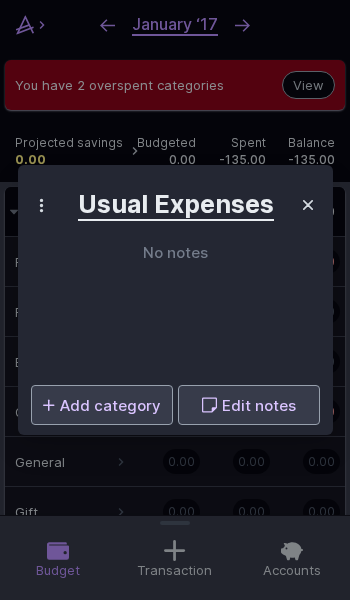 January '17
You have 2 overspent categories
View
Projected savings
0.00
Budgeted
0.00
Spent
-135.00
Balance
-135.00
Usual Expenses
No notes
Add category
Edit notes
General
0.00
0.00
0.00
Gift
0.00
0.00
0.00
Budget
Transaction
Accounts